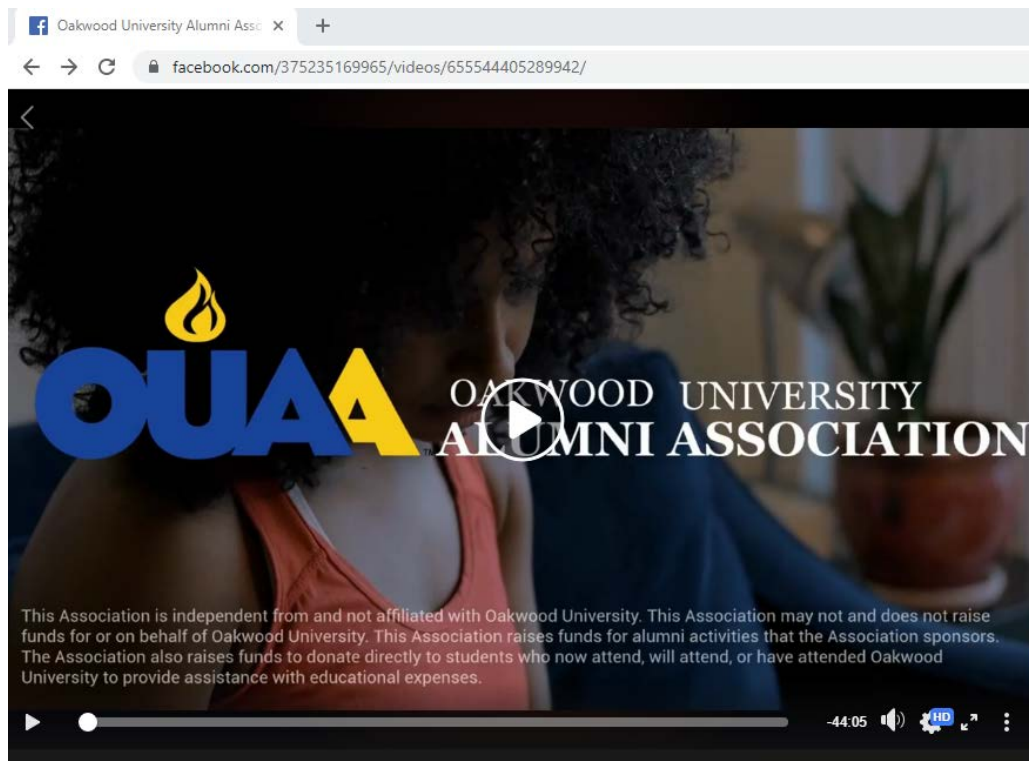 Oakwood University Alumni Asso
facebook.com/375235169965/videos/655544405289942/
OUAA
OAKWOOD UNIVERSITY
ALUMNI ASSOCIATION
TM
This Association is independent from and not affiliated with Oakwood University. This Association may not and does not raise
funds for or on behalf of Oakwood University. This Association raises funds for alumni activities that the Association sponsors.
The Association also raises funds to donate directly to students who now attend, will attend, or have attended Oakwood
University to provide assistance with educational expenses.
-44:05
HD